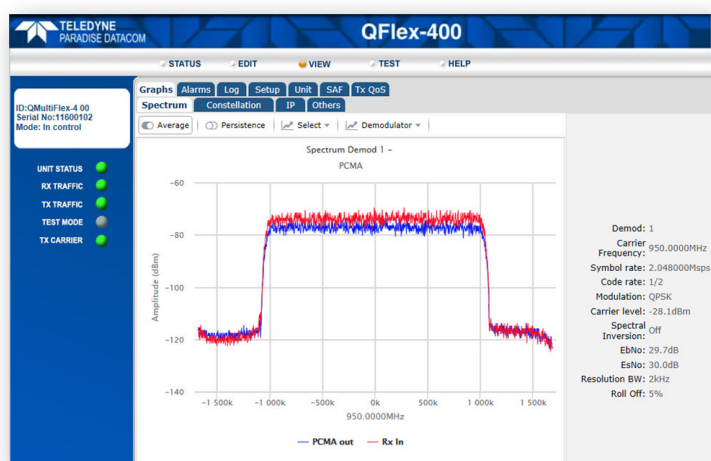 TELEDYNE
PARADISE DATACOM
QFlex-400
STATUS EDIT VIEW TEST HELP
ID:QMultiFlex-4 00
Serial No:11600102
Mode: In control
UNIT STATUS
RX TRAFFIC
TX TRAFFIC
TEST MODE
TX CARRIER
Graphs Alarms Log Setup Unit SAF Tx QoS
Spectrum Constellation IP Others
Average Persistence Select Demodulator
Spectrum Demod 1 -
PCMA
Amplitude (dBm)
-60
-80
-100
-120
-140
-1 500k -1 000k -500k 0k 500k 1 000k 1 500k
950.0000MHz
PCMA out Rx In
Demod: 1
Carrier Frequency: 950.0000MHz
Symbol rate: 2.048000Msps
Code rate: 1/2
Modulation: QPSK
Carrier level: -28.1dBm
Spectral Inversion: Off
EbNo: 29.7dB
EsNo: 30.0dB
Resolution BW: 2kHz
Roll Off: 5%